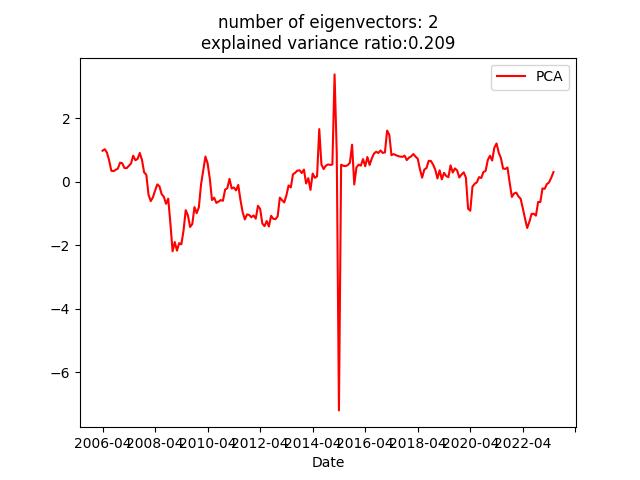 number of eigenvectors: 2
explained variance ratio:0.209
PCA
2
0
−2
−4
−6
2006-04 2008-04 2010-04 2012-04 2014-04 2016-04 2018-04 2020-04 2022-04
Date